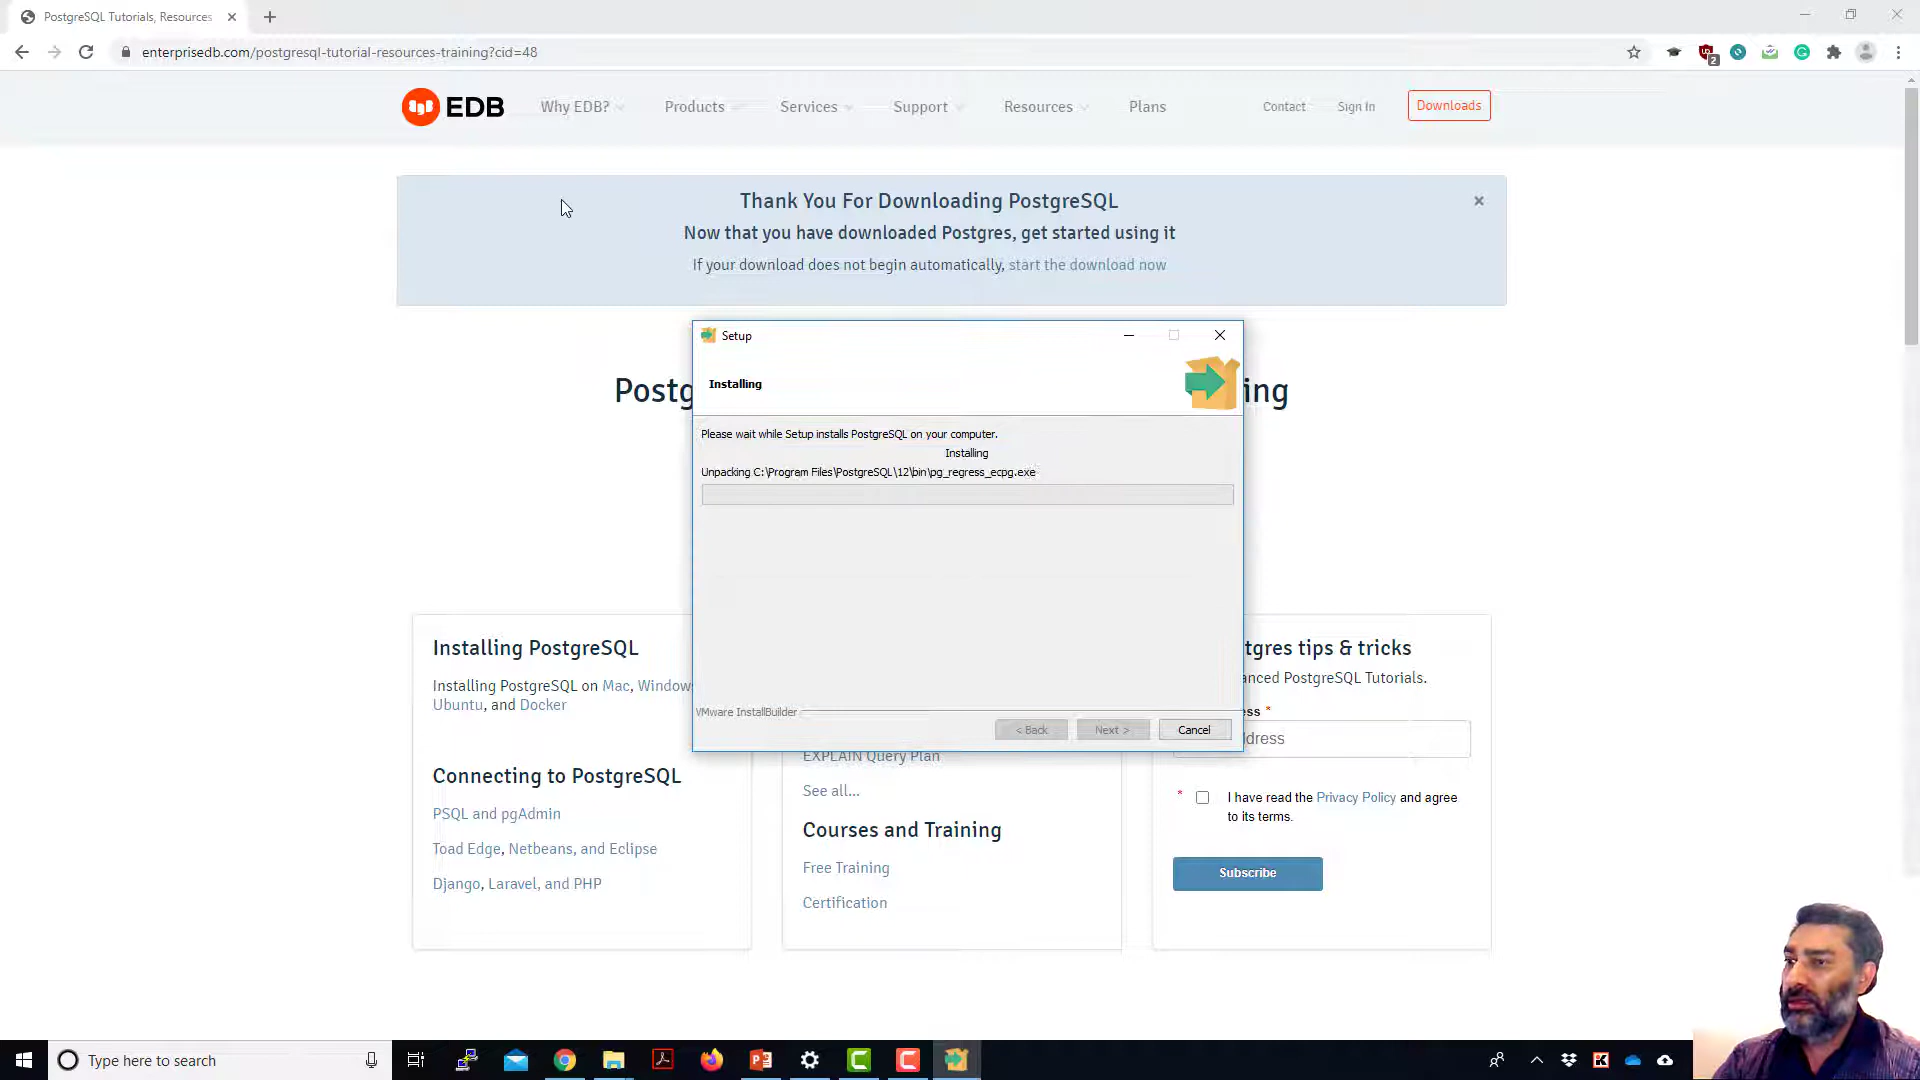 PostgreSQL Tutorials, Resources
enterprisedb.com/postgresql-tutorial-resources-training?cid=48
2
EDB
Why EDB?
Products
Services
Support
Resources
Plans
Contact
Sign In
Downloads
Thank You For Downloading PostgreSQL
Now that you have downloaded Postgres, get started using it
If your download does not begin automatically, start the download now
Setup
Installing
Please wait while Setup installs PostgreSQL on your computer.
Installing
Unpacking C:\Program Files\PostgreSQL\12\bin\pg_regress_ecpg.exe
VMware InstallBuilder
< Back
Next >
Cancel
Postg
ing
Installing PostgreSQL
Installing PostgreSQL on Mac, Window
Ubuntu, and Docker
Connecting to PostgreSQL
PSQL and pgAdmin
Toad Edge, Netbeans, and Eclipse
Django, Laravel, and PHP
EXPLAIN Query Plan
See all...
Courses and Training
Free Training
Certification
tgres tips & tricks
anced PostgreSQL Tutorials.
ess *
dress
* I have read the Privacy Policy and agree
to its terms.
Subscribe
Type here to search